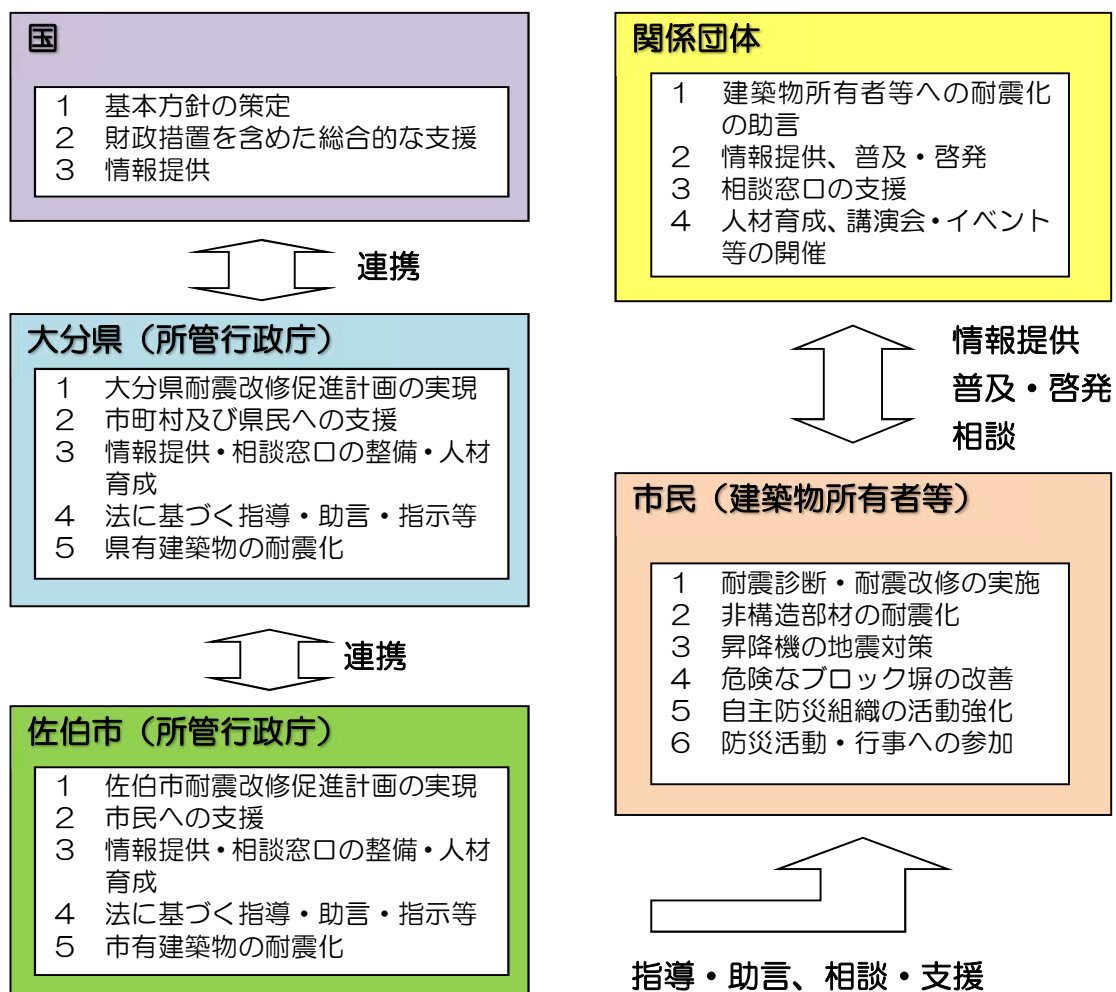 国
1 基本方針の策定
2 財政措置を含めた総合的な支援
3 情報提供
連携
大分県（所管行政庁）
1 大分県耐震改修促進計画の実現
2 市町村及び県民への支援
3 情報提供・相談窓口の整備・人材
育成
4 法に基づく指導・助言・指示等
5 県有建築物の耐震化
連携
佐伯市（所管行政庁）
1 佐伯市耐震改修促進計画の実現
2 市民への支援
3 情報提供・相談窓口の整備・人材
育成
4 法に基づく指導・助言・指示等
5 市有建築物の耐震化
関係団体
1 建築物所有者等への耐震化
の助言
2 情報提供、普及・啓発
3 相談窓口の支援
4 人材育成、講演会・イベント
等の開催
情報提供
普及・啓発
相談
市民（建築物所有者等）
1 耐震診断・耐震改修の実施
2 非構造部材の耐震化
3 昇降機の地震対策
4 危険なブロック塀の改善
5 自主防災組織の活動強化
6 防災活動・行事への参加
指導・助言、相談・支援